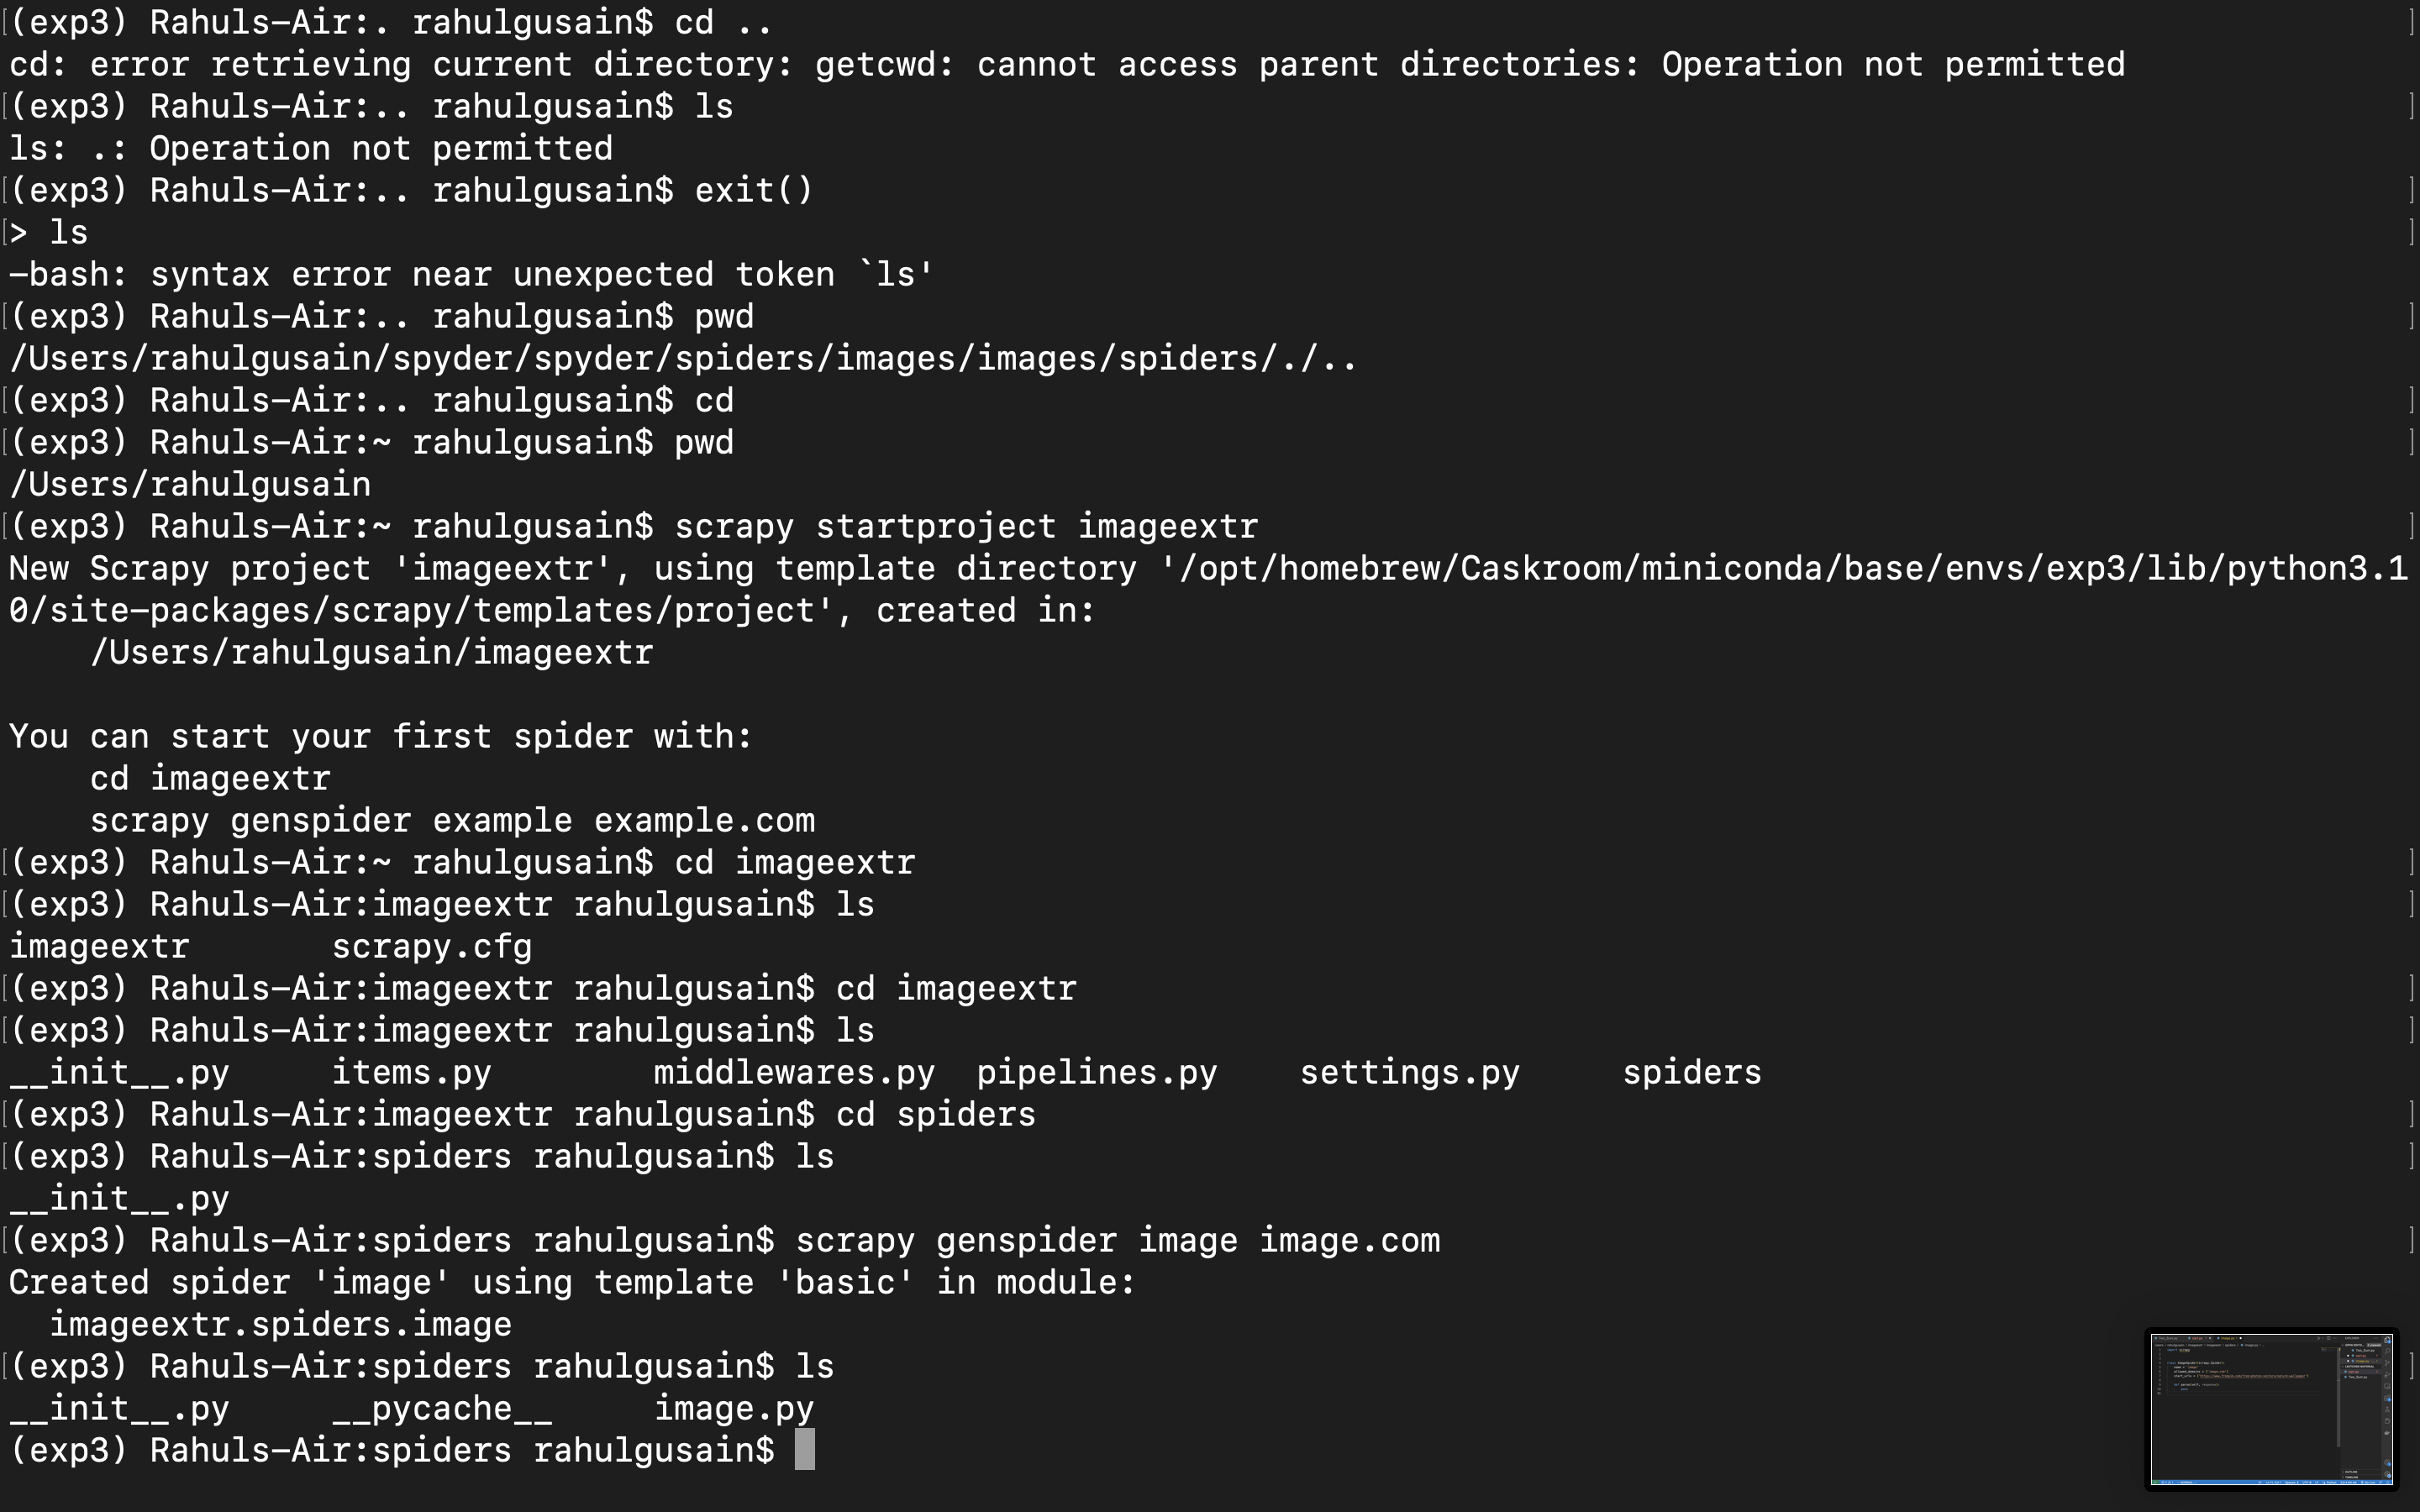 (exp3) Rahuls-Air:. rahulgusain$ cd ..
cd: error retrieving current directory: getcwd: cannot access parent directories: Operation not permitted
(exp3) Rahuls-Air:.. rahulgusain$ ls
ls: .: Operation not permitted
(exp3) Rahuls-Air:.. rahulgusain$ exit()
> ls
-bash: syntax error near unexpected token `ls'
(exp3) Rahuls-Air:.. rahulgusain$ pwd
/Users/rahulgusain/spyder/spyder/spiders/images/images/spiders/./..
(exp3) Rahuls-Air:.. rahulgusain$ cd
(exp3) Rahuls-Air:~ rahulgusain$ pwd
/Users/rahulgusain
(exp3) Rahuls-Air:~ rahulgusain$ scrapy startproject imageextr
New Scrapy project 'imageextr', using template directory '/opt/homebrew/Caskroom/miniconda/base/envs/exp3/lib/python3.1
0/site-packages/scrapy/templates/project', created in:
    /Users/rahulgusain/imageextr

You can start your first spider with:
    cd imageextr
    scrapy genspider example example.com
(exp3) Rahuls-Air:~ rahulgusain$ cd imageextr
(exp3) Rahuls-Air:imageextr rahulgusain$ ls
imageextr       scrapy.cfg
(exp3) Rahuls-Air:imageextr rahulgusain$ cd imageextr
(exp3) Rahuls-Air:imageextr rahulgusain$ ls
__init__.py     items.py        middlewares.py  pipelines.py    settings.py     spiders
(exp3) Rahuls-Air:imageextr rahulgusain$ cd spiders
(exp3) Rahuls-Air:spiders rahulgusain$ ls
__init__.py
(exp3) Rahuls-Air:spiders rahulgusain$ scrapy genspider image image.com
Created spider 'image' using template 'basic' in module:
  imageextr.spiders.image
(exp3) Rahuls-Air:spiders rahulgusain$ ls
__init__.py     __pycache__     image.py
(exp3) Rahuls-Air:spiders rahulgusain$